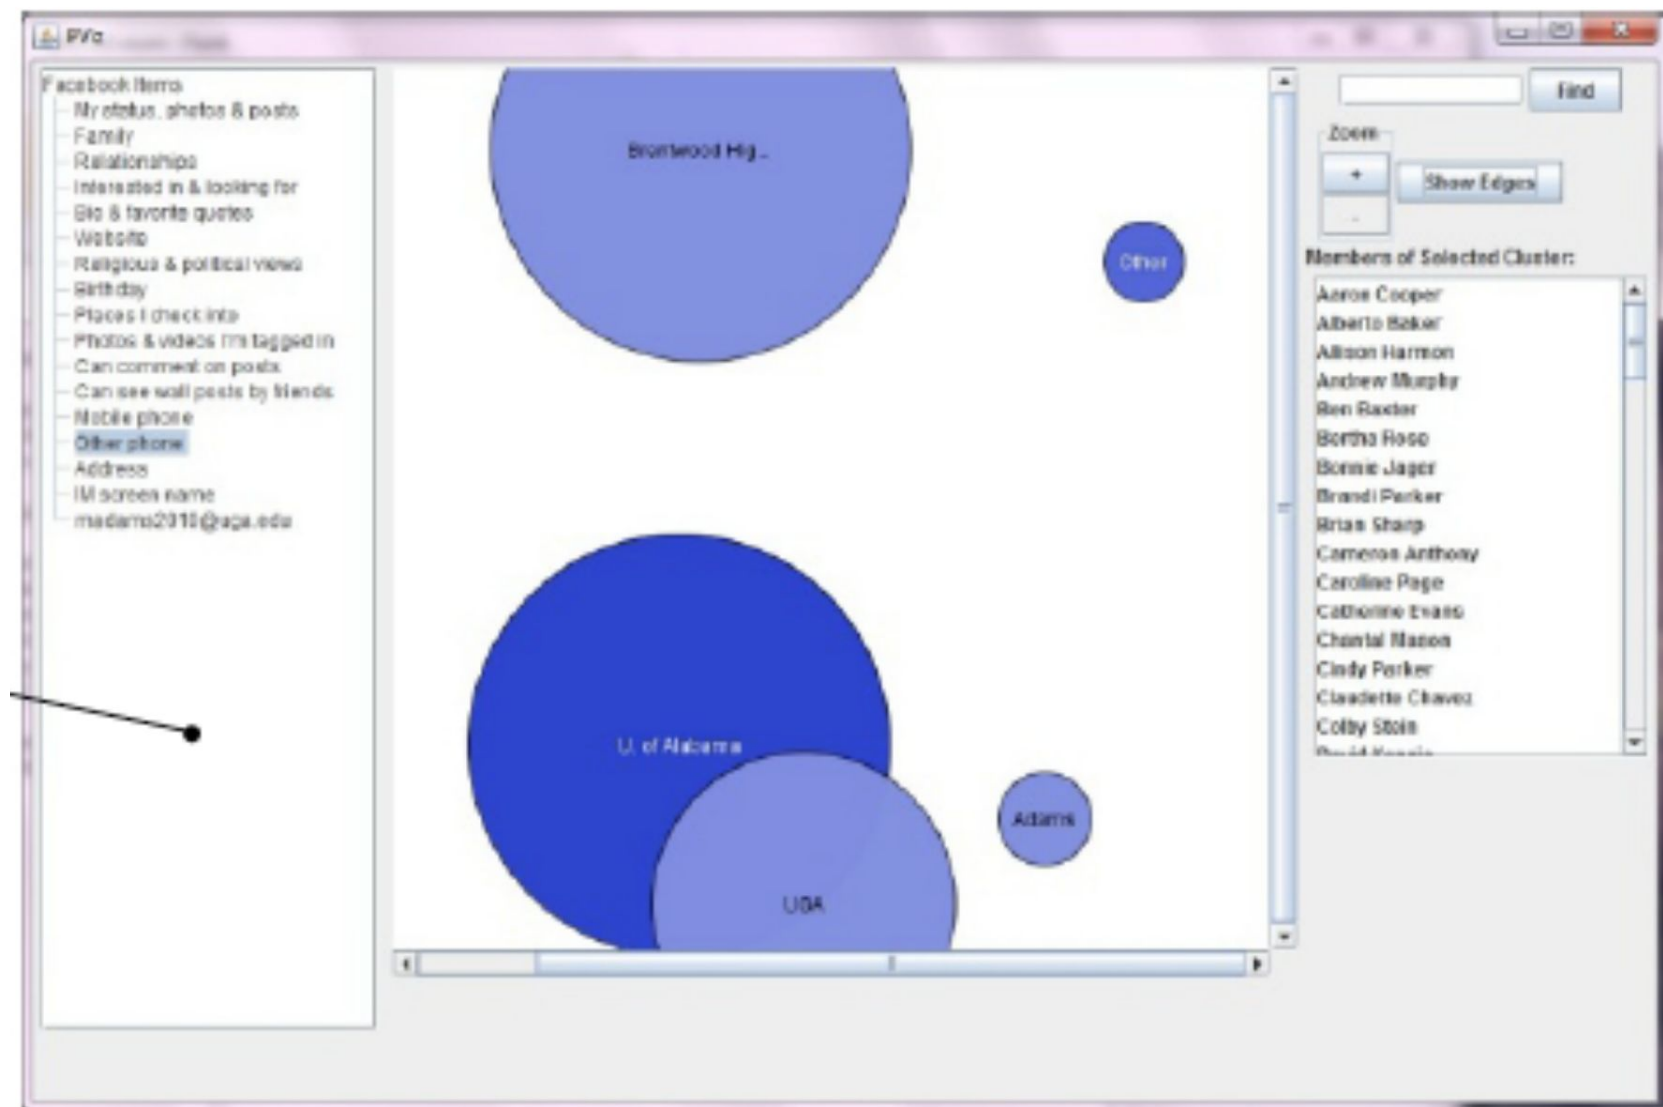 Facebook Items
My status, photos & posts
Family
Relationships
Interested in & looking for
Bio & favorite quotes
Website
Religious & political views
Birthday
Places I check into
Photos & videos I'm tagged in
Can comment on posts
Can see wall posts by friends
Mobile phone
Other phone
Address
IM screen name
madams2010@uga.edu
Brentwood Hig...
Other
U. of Alabama
UGA
Adams
Find
Zoom
+
-
Show Edges
Members of Selected Cluster:
Aaron Cooper
Alberto Baker
Allison Harmon
Andrew Murphy
Ben Baxter
Bertha Rose
Bonnie Jager
Brandi Parker
Brian Sharp
Cameron Anthony
Caroline Page
Catherine Evans
Chantal Mason
Cindy Parker
Claudette Chavez
Colby Stein
David